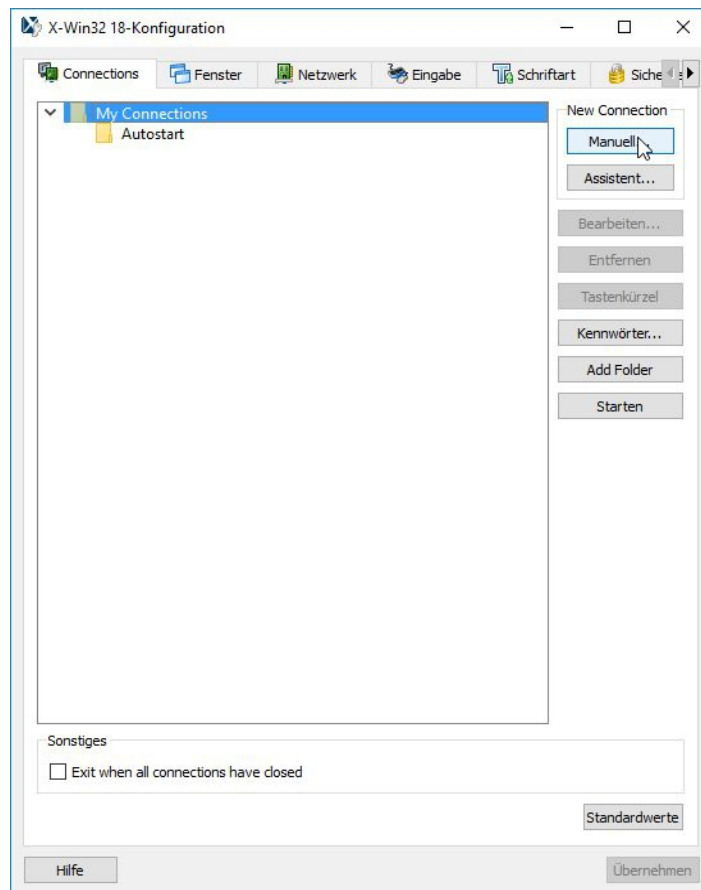 X-Win32 18-Konfiguration
Connections
Fenster
Netzwerk
Eingabe
Schriftart
My Connections
Autostart
New Connection
Manuell...
Assistent...
Bearbeiten...
Entfernen
Tastenkürzel
Kennwörter...
Add Folder
Starten
Sonstiges
Exit when all connections have closed
Standardwerte
Hilfe
Übernehmen